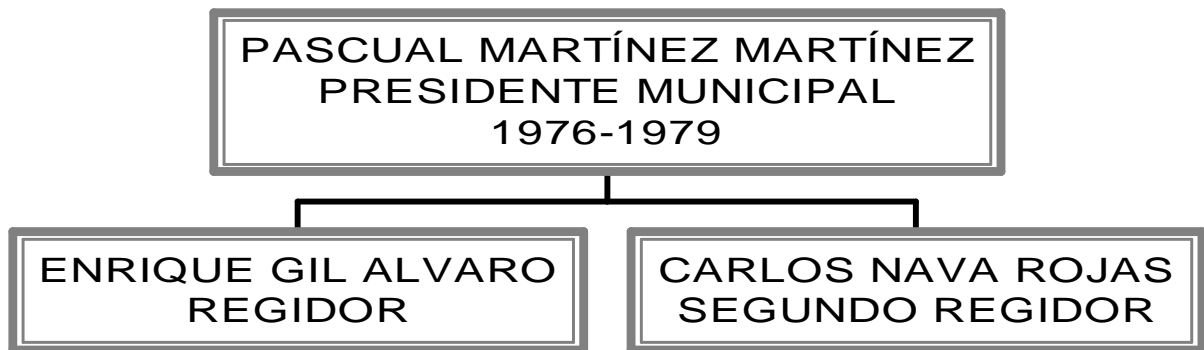 PASCUAL MARTÍNEZ MARTÍNEZ
PRESIDENTE MUNICIPAL
1976-1979
ENRIQUE GIL ALVARO
REGIDOR
CARLOS NAVA ROJAS
SEGUNDO REGIDOR